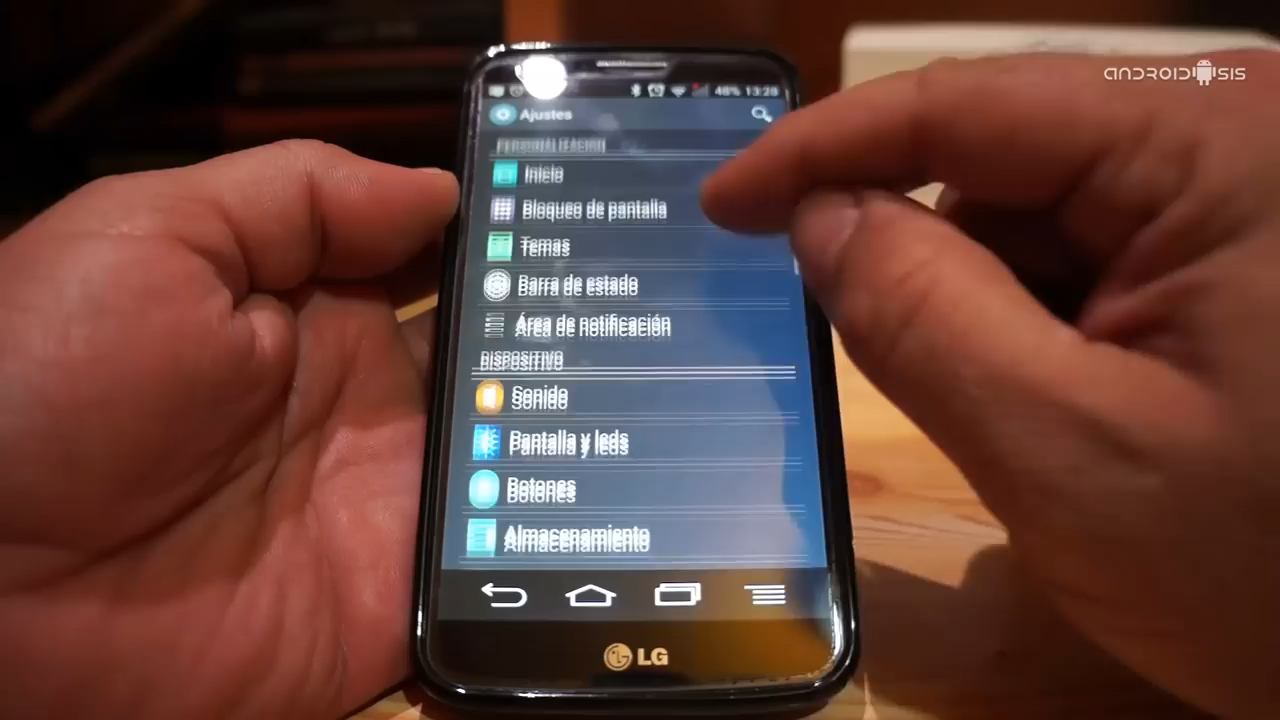 ANDROIDSIS
48% 13:28
Ajustes
PERSONALIZACIÓN
Inicio
Bloqueo de pantalla
Temas
Barra de estado
Área de notificación
DISPOSITIVO
Sonido
Pantalla y leds
Botones
Almacenamiento
LG